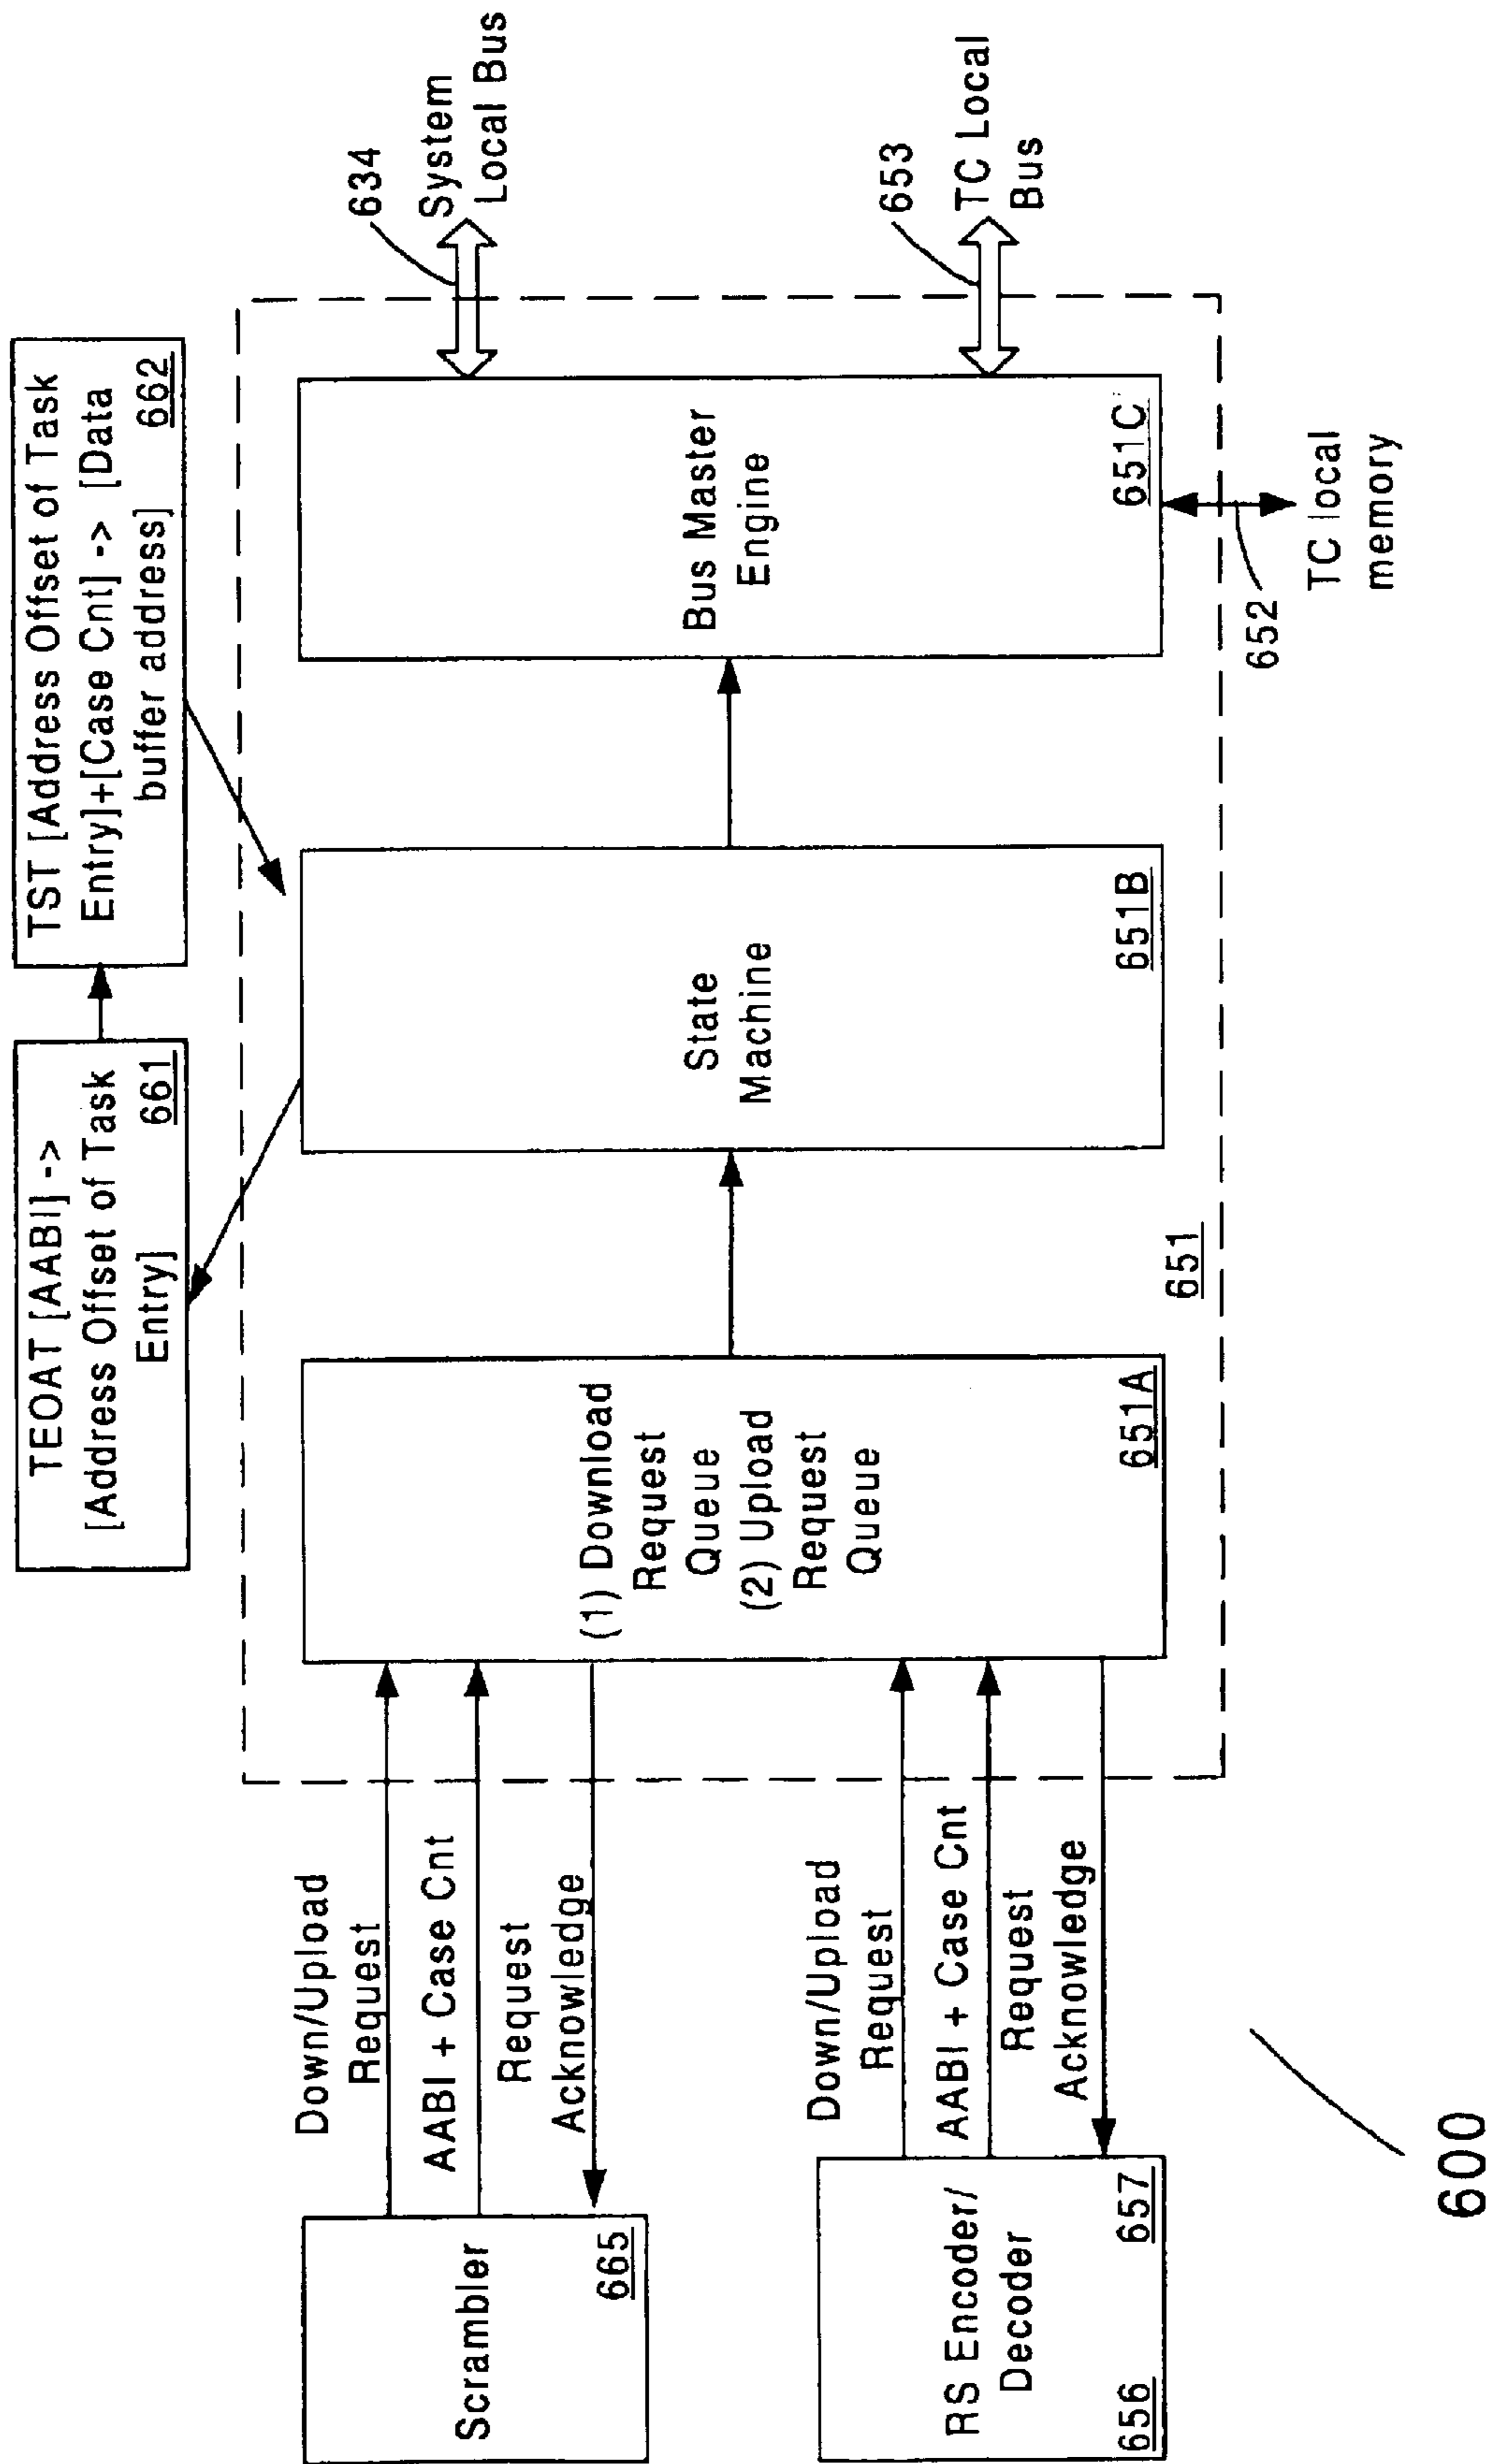 TEOAT [AABI] ->
[Address Offset of Task
Entry]
661
TST [Address Offset of Task
Entry]+[Case Cnt] -> [Data
buffer address]
662
Scrambler
665
Down/Upload
Request
AABI + Case Cnt
Request
Acknowledge
RS Encoder/
Decoder
656
657
Down/Upload
Request
AABI + Case Cnt
Request
Acknowledge
(1) Download
Request
Queue
(2) Upload
Request
Queue
651A
State
Machine
651B
Bus Master
Engine
651C
651
634
System
Local Bus
653
TC Local
Bus
652
TC local
memory
600